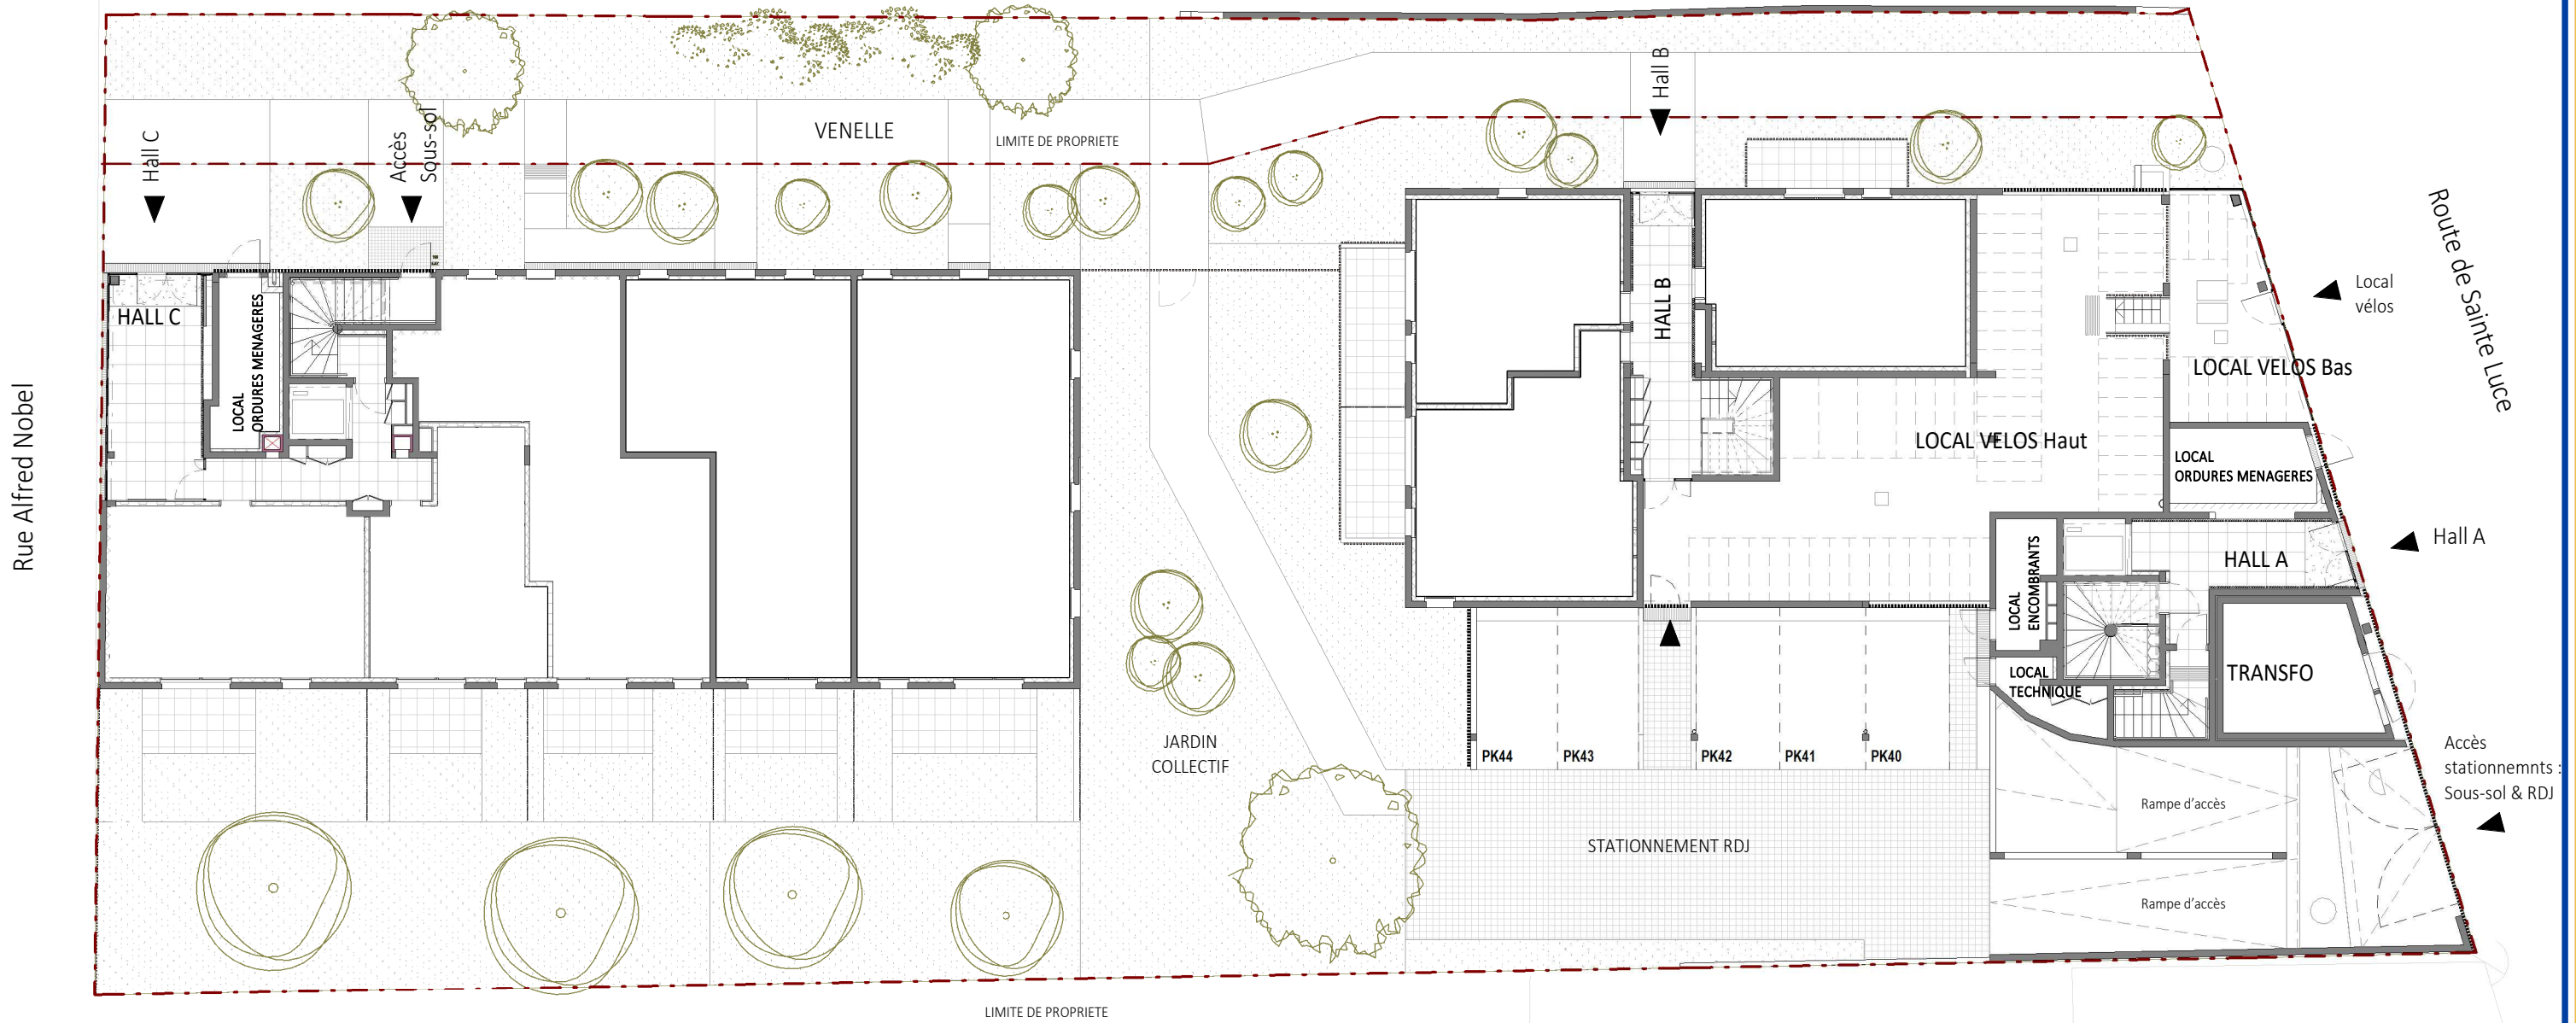 Rue Alfred Nobel
Hall C
Accès
Sous-sol
VENELLE
LIMITE DE PROPRIETE
Hall B
Route de Sainte Luce
Local
vélos
HALL C
LOCAL
ORDURES MENAGERES
HALL B
LOCAL VELOS Bas
LOCAL VELOS Haut
LOCAL
ORDURES MENAGERES
Hall A
HALL A
LOCAL
ENCOMBRANTS
LOCAL
TECHNIQUE
TRANSFO
JARDIN
COLLECTIF
PK44
PK43
PK42
PK41
PK40
Accès
stationnemnts :
Sous-sol & RDJ
Rampe d'accès
STATIONNEMENT RDJ
Rampe d'accès
LIMITE DE PROPRIETE